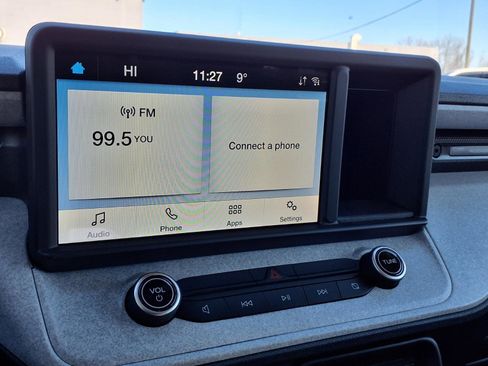 HI 11:27 9°
FM
99.5 YOU
Connect a phone
Audio Phone Apps Settings
VOL
TUNE